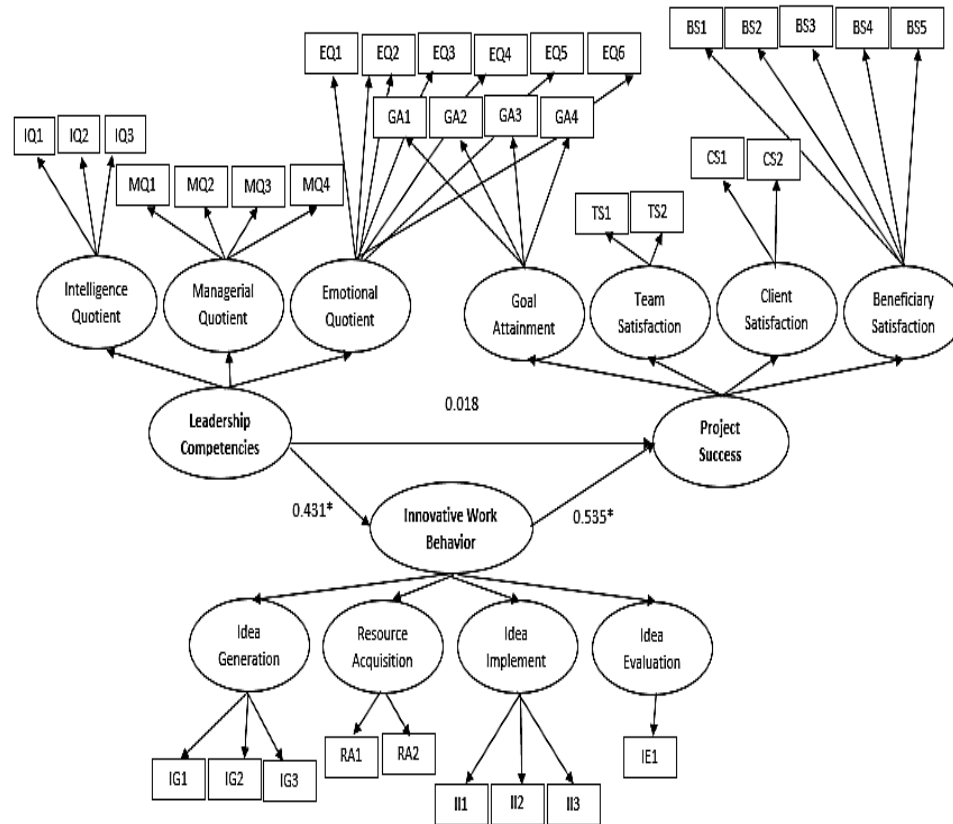 BS1 BS2 BS3 BS4 BS5
EQ1 EQ2 EQ3 EQ4 EQ5 EQ6
GA1 GA2 GA3 GA4
IQ1 IQ2 IQ3
CS1 CS2
MQ1 MQ2 MQ3 MQ4
TS1 TS2
Intelligence
Quotient
Managerial
Quotient
Emotional
Quotient
Goal
Attainment
Team
Satisfaction
Client
Satisfaction
Beneficiary
Satisfaction
Leadership
Competencies
0.018
Project
Success
0.431*
Innovative Work
Behavior
0.535*
Idea
Generation
Resource
Acquisition
Idea
Implement
Idea
Evaluation
IG1 IG2 IG3
RA1 RA2
II1 II2 II3
IE1